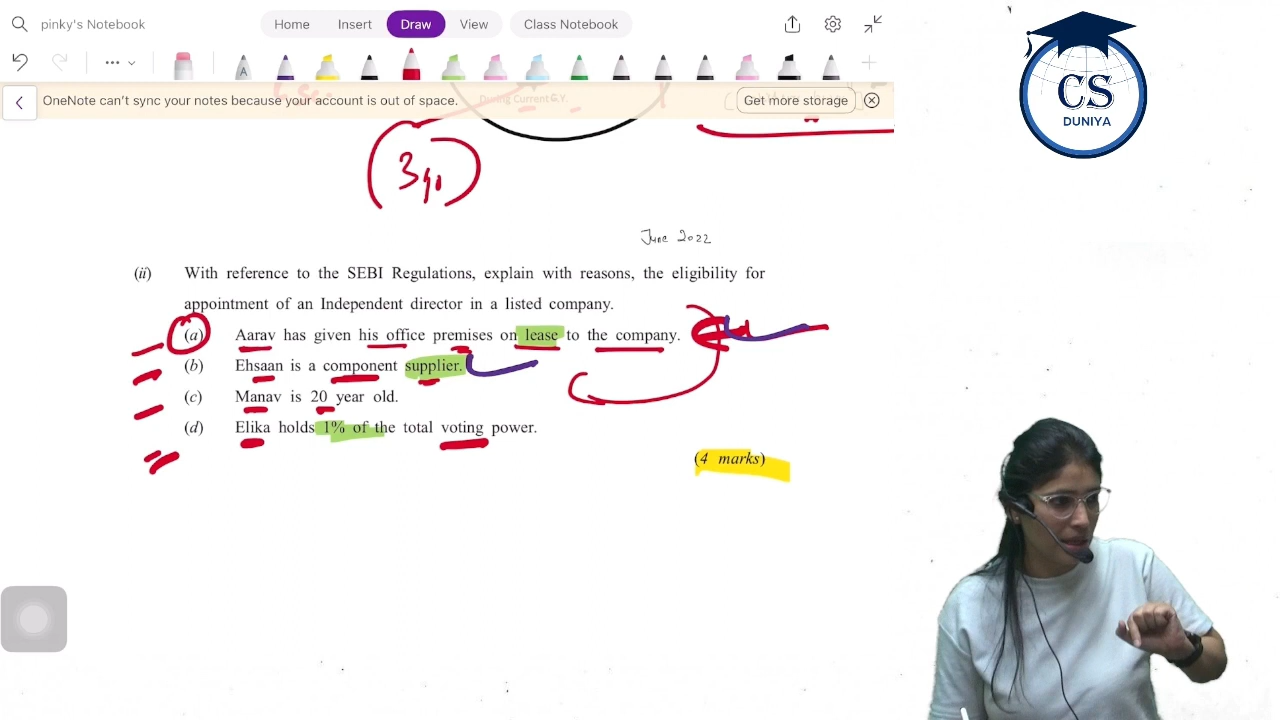 pinky's Notebook
Home Insert Draw View Class Notebook
OneNote can't sync your notes because your account is out of space.
During Current G.Y.
Get more storage
CS
DUNIYA
June 2022
(ii) With reference to the SEBI Regulations, explain with reasons, the eligibility for
appointment of an Independent director in a listed company.
(a) Aarav has given his office premises on lease to the company.
(b) Ehsaan is a component supplier.
(c) Manav is 20 year old.
(d) Elika holds 1% of the total voting power.
(4 marks)